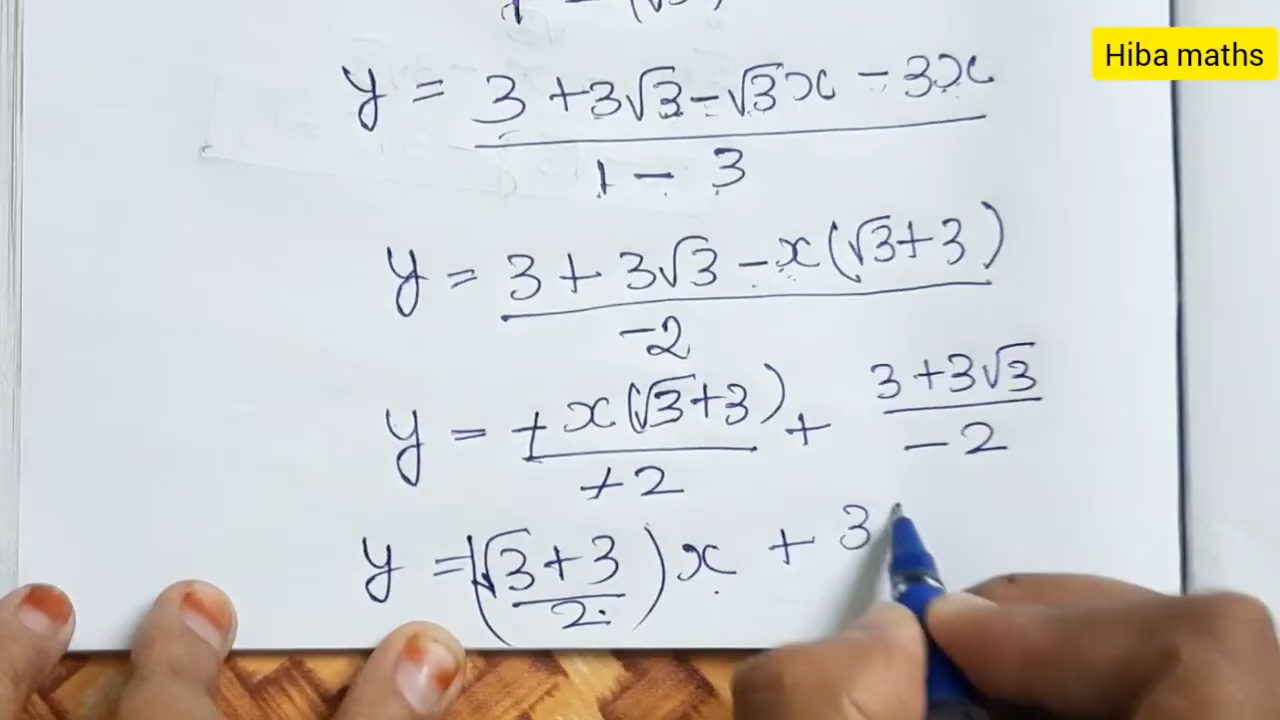 Hiba maths
y = 3 + 3√3 - √3x - 3x
1 - 3
y = 3 + 3√3 - x(√3+3)
-2
y = + x(√3+3) + 3 + 3√3
+2 -2
y = (√3 + 3)x + 3
2